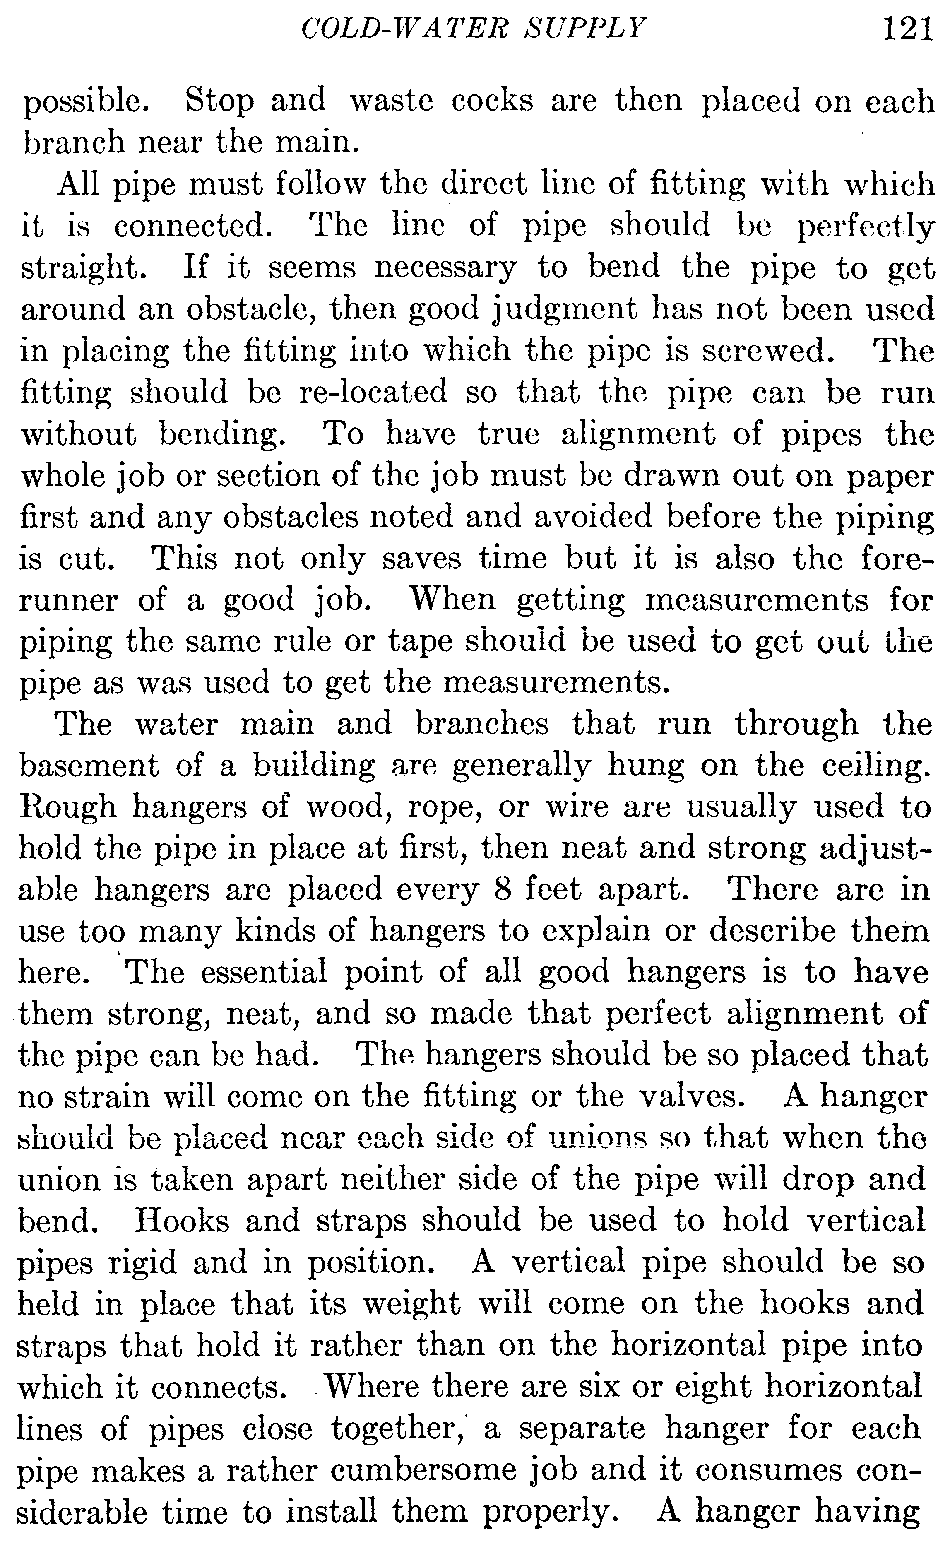 COLD-WATER SUPPLY 121
possible. Stop and waste cocks are then placed on each
branch near the main.
All pipe must follow the direct line of fitting with which
it is connected. The line of pipe should be perfectly
straight. If it seems necessary to bend the pipe to get
around an obstacle, then good judgment has not been used
in placing the fitting into which the pipe is screwed. The
fitting should be re-located so that the pipe can be run
without bending. To have true alignment of pipes the
whole job or section of the job must be drawn out on paper
first and any obstacles noted and avoided before the piping
is cut. This not only saves time but it is also the fore-
runner of a good job. When getting measurements for
piping the same rule or tape should be used to get out the
pipe as was used to get the measurements.
The water main and branches that run through the
basement of a building are generally hung on the ceiling.
Rough hangers of wood, rope, or wire are usually used to
hold the pipe in place at first, then neat and strong adjust-
able hangers are placed every 8 feet apart. There are in
use too many kinds of hangers to explain or describe them
here. The essential point of all good hangers is to have
them strong, neat, and so made that perfect alignment of
the pipe can be had. The hangers should be so placed that
no strain will come on the fitting or the valves. A hanger
should be placed near each side of unions so that when the
union is taken apart neither side of the pipe will drop and
bend. Hooks and straps should be used to hold vertical
pipes rigid and in position. A vertical pipe should be so
held in place that its weight will come on the hooks and
straps that hold it rather than on the horizontal pipe into
which it connects. Where there are six or eight horizontal
lines of pipes close together, a separate hanger for each
pipe makes a rather cumbersome job and it consumes con-
siderable time to install them properly. A hanger having